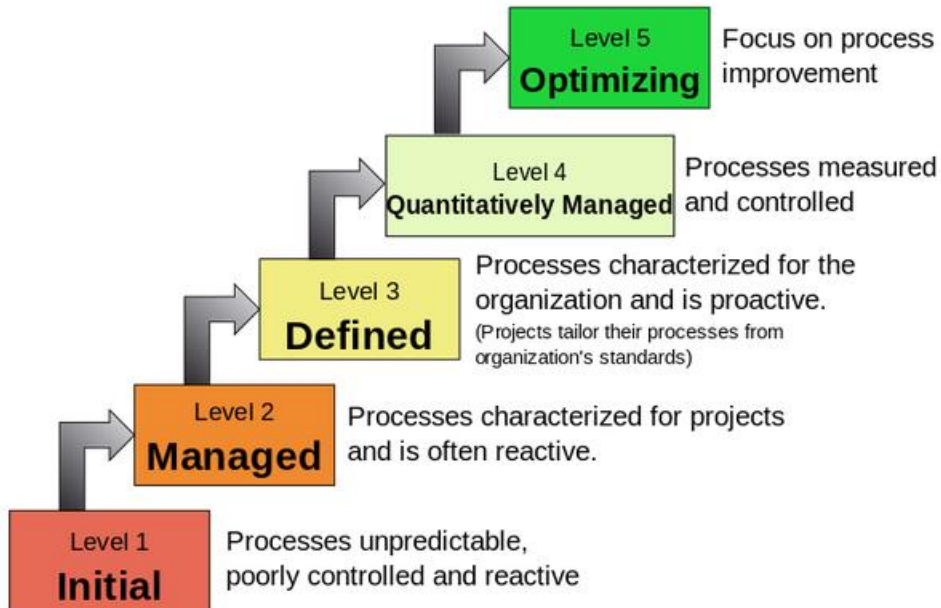 Level 5
Optimizing
Focus on process
improvement
Level 4
Quantitatively Managed
Processes measured
and controlled
Level 3
Defined
Processes characterized for the
organization and is proactive.
(Projects tailor their processes from
organization's standards)
Level 2
Managed
Processes characterized for projects
and is often reactive.
Level 1
Initial
Processes unpredictable,
poorly controlled and reactive